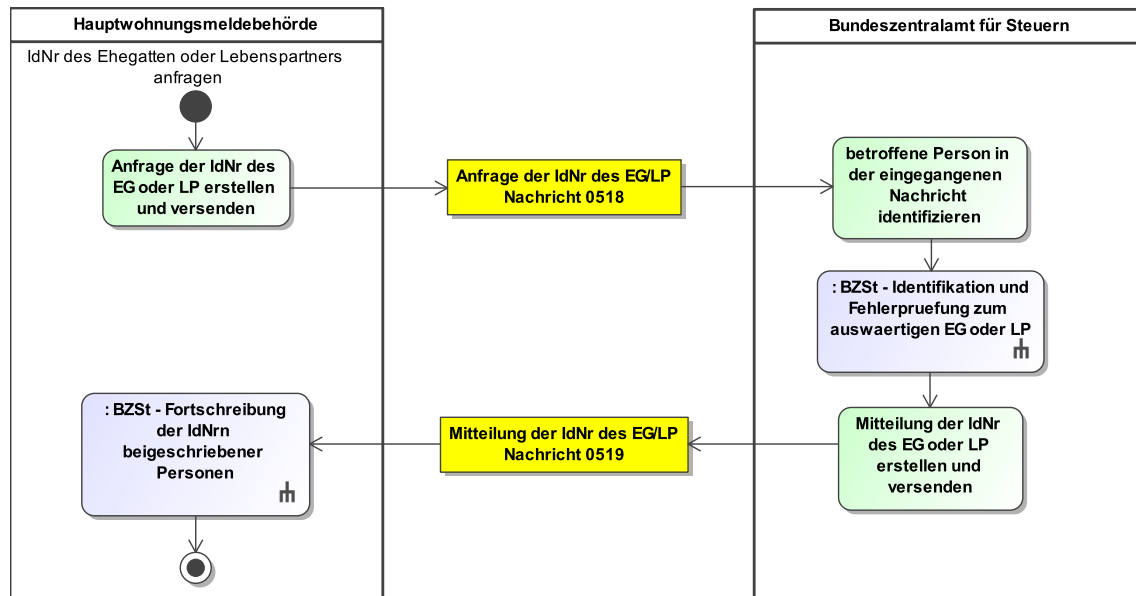 Hauptwohnungsmeldebehörde
Bundeszentralamt für Steuern
IdNr des Ehegatten oder Lebenspartners
anfragen
Anfrage der IdNr des
EG oder LP erstellen
und versenden
Anfrage der IdNr des EG/LP
Nachricht 0518
betroffene Person in
der eingegangenen
Nachricht
identifizieren
: BZSt - Identifikation und
Fehlerpruefung zum
auswaertigen EG oder LP
Mitteilung der IdNr
des EG oder LP
erstellen und
versenden
Mitteilung der IdNr des EG/LP
Nachricht 0519
: BZSt - Fortschreibung
der IdNrn
beigeschriebener
Personen